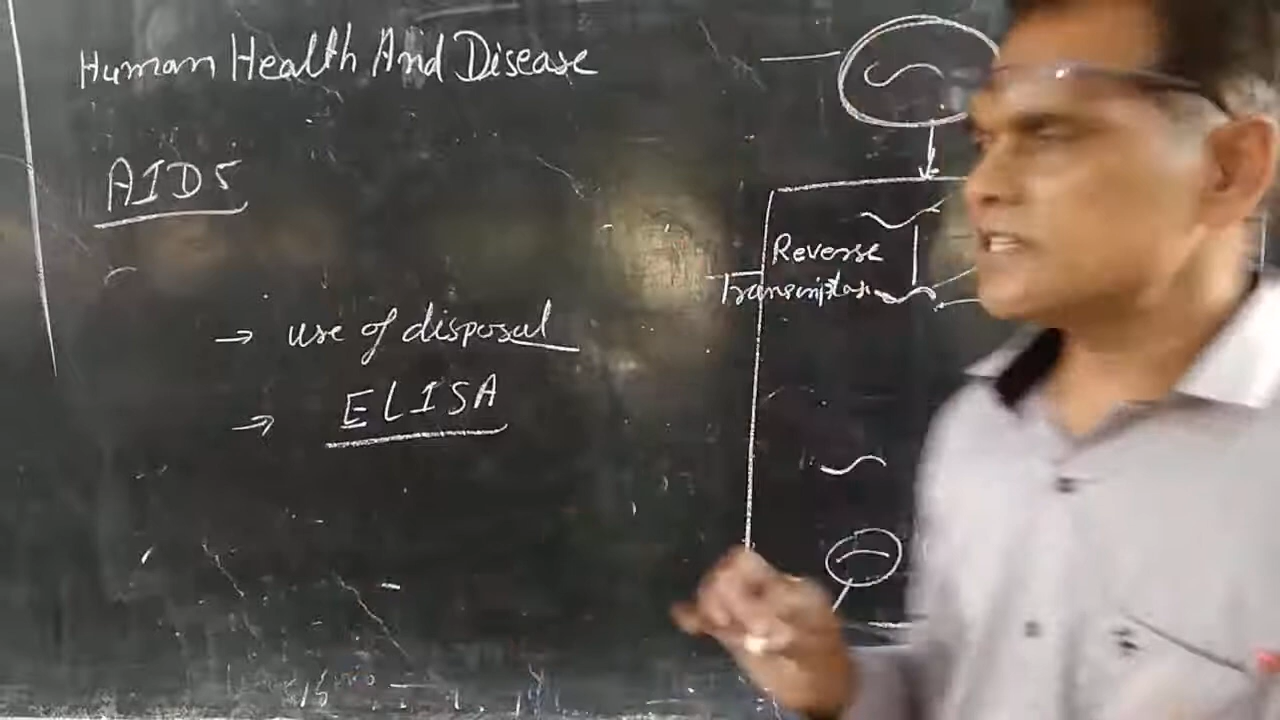 Human Health And Disease
AIDS
→ use of disposal
→ ELISA
Reverse
Transcriptase